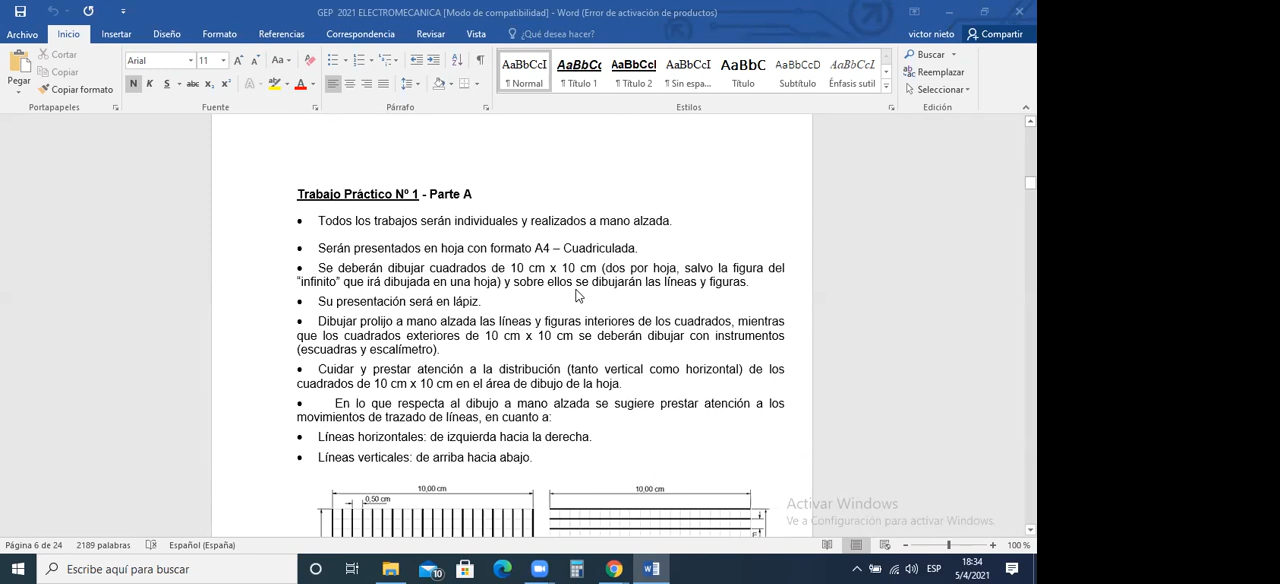 GEP 2021 ELECTROMECANICA [Modo de compatibilidad] - Word (Error de activación de productos)
Archivo Inicio Insertar Diseño Formato Referencias Correspondencia Revisar Vista ¿Qué desea hacer? victor nieto Compartir
Pegar Cortar
Copiar
Copiar formato
Arial 11 Aa
N K S abc x₂ x² A A
AaBbCcI AaBbCc AaBbCcI AaBbCcI AaBbC AaBbCcD AaBbCcL
¶ Normal ¶ Título 1 ¶ Título 2 ¶ Sin espa... Título Subtítulo Énfasis sutil
Buscar
Reemplazar
Seleccionar
Portapapeles Fuente Párrafo Estilos Edición
Trabajo Práctico Nº 1 - Parte A
• Todos los trabajos serán individuales y realizados a mano alzada.
• Serán presentados en hoja con formato A4 – Cuadriculada.
• Se deberán dibujar cuadrados de 10 cm x 10 cm (dos por hoja, salvo la figura del
“infinito” que irá dibujada en una hoja) y sobre ellos se dibujarán las líneas y figuras.
• Su presentación será en lápiz.
• Dibujar prolijo a mano alzada las líneas y figuras interiores de los cuadrados, mientras
que los cuadrados exteriores de 10 cm x 10 cm se deberán dibujar con instrumentos
(escuadras y escalímetro).
• Cuidar y prestar atención a la distribución (tanto vertical como horizontal) de los
cuadrados de 10 cm x 10 cm en el área de dibujo de la hoja.
• En lo que respecta al dibujo a mano alzada se sugiere prestar atención a los
movimientos de trazado de líneas, en cuanto a:
• Líneas horizontales: de izquierda hacia la derecha.
• Líneas verticales: de arriba hacia abajo.
10,00 cm 10,00 cm
0.50 cm
Activar Windows
Ve a Configuración para activar Windows.
Página 6 de 24 2189 palabras Español (España) 100 %
Escribe aquí para buscar 10 ESP 18:34
5/4/2021